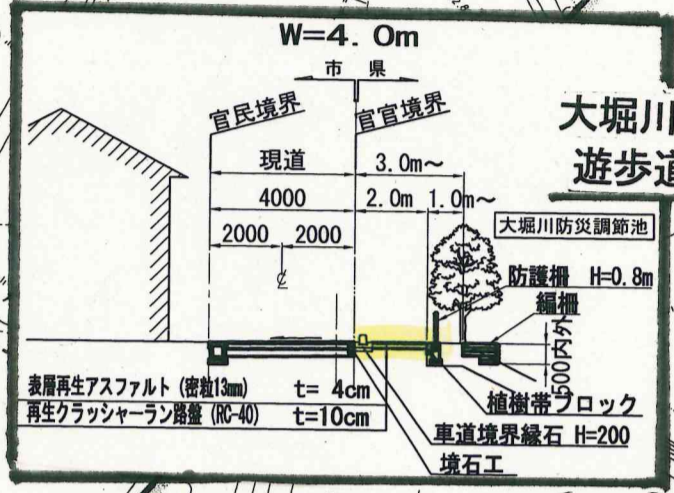 W=4.0m
市 県
官民境界
官官境界
大堀川
遊歩道
現道
3.0m~
4000
2.0m 1.0m~
2000 2000
大堀川防災調節池
防護柵 H=0.8m
編柵
500内外
表層再生アスファルト (密粒13mm) t= 4cm
再生クラッシャーラン路盤 (RC-40) t=10cm
植樹帯ブロック
車道境界縁石 H=200
境石工